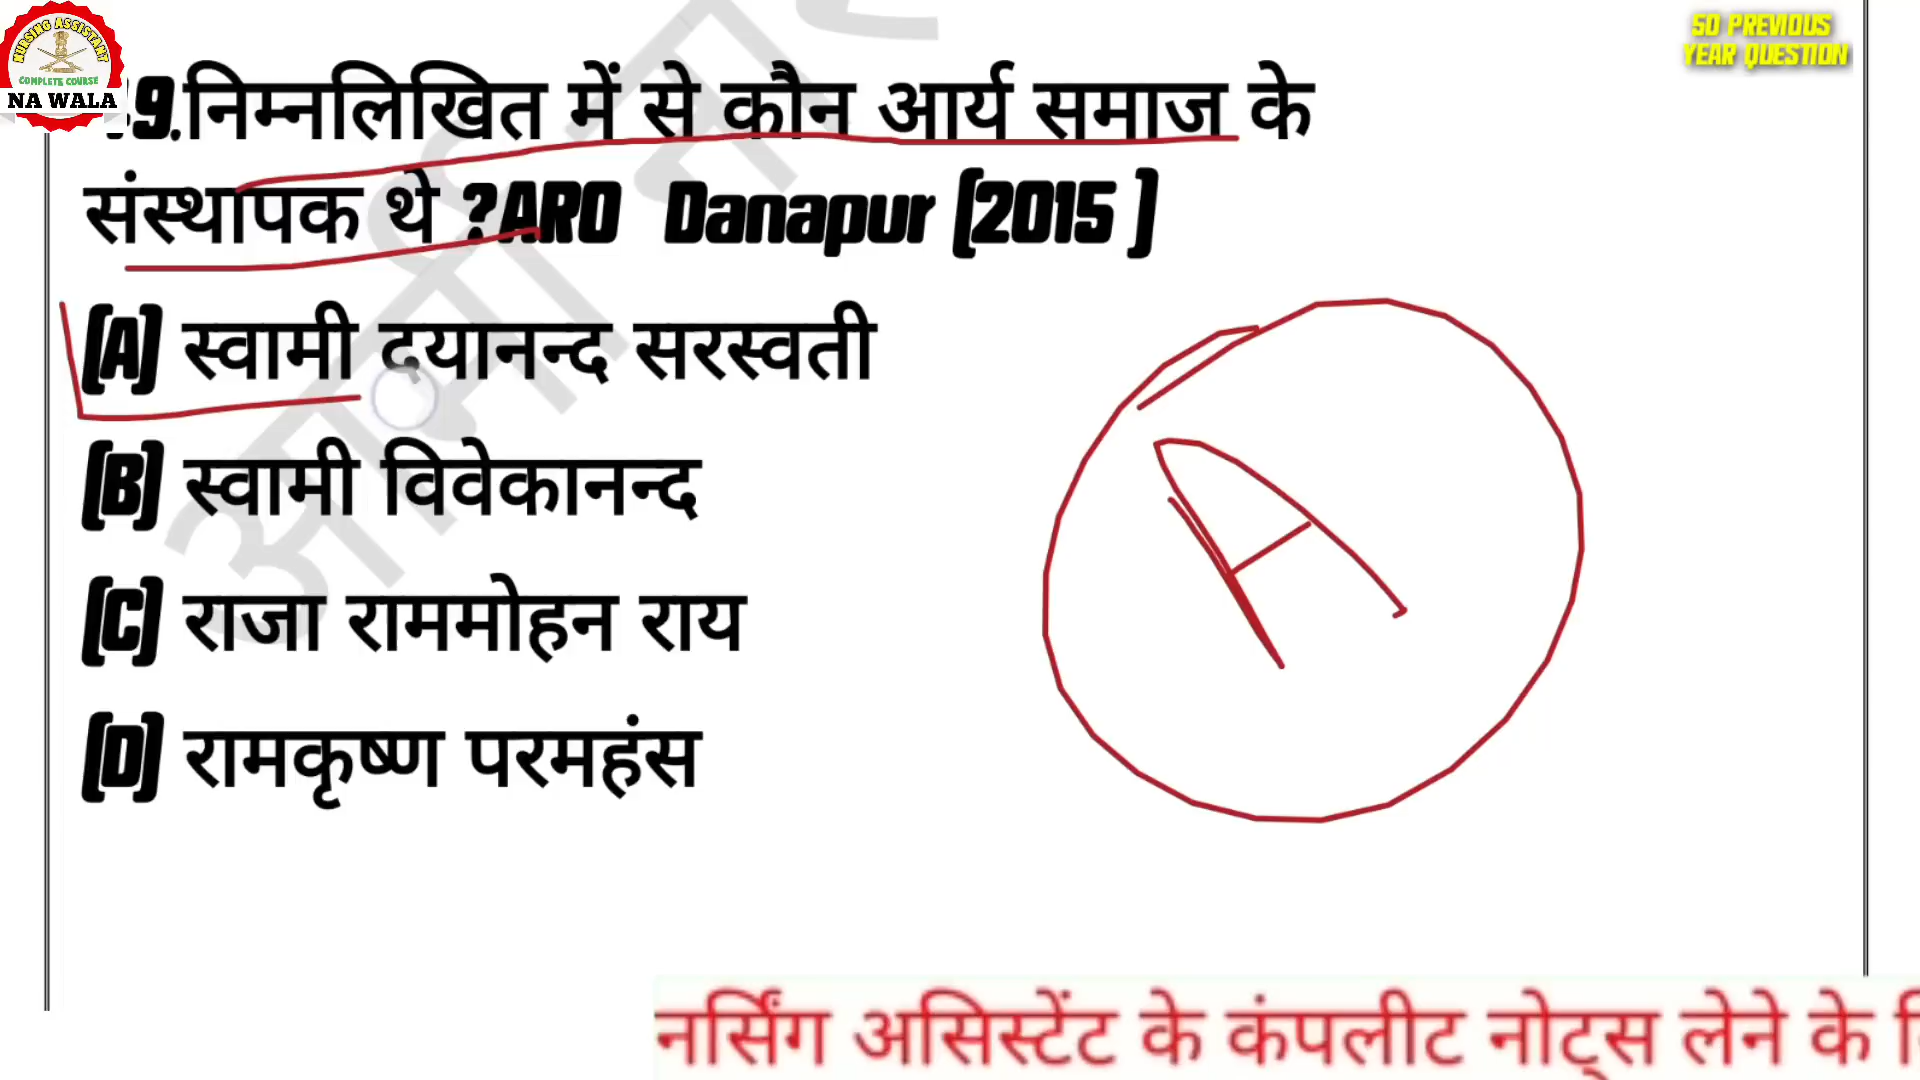 NURSING ASSISTANT
COMPLETE COURSE
NA WALA
50 PREVIOUS
YEAR QUESTION
9.निम्नलिखित में से कौन आर्य समाज के
संस्थापक थे ?ARO Danapur (2015 )
(A) स्वामी दयानन्द सरस्वती
(B) स्वामी विवेकानन्द
(C) राजा राममोहन राय
(D) रामकृष्ण परमहंस
A
नर्सिंग असिस्टेंट के कंपलीट नोट्स लेने के